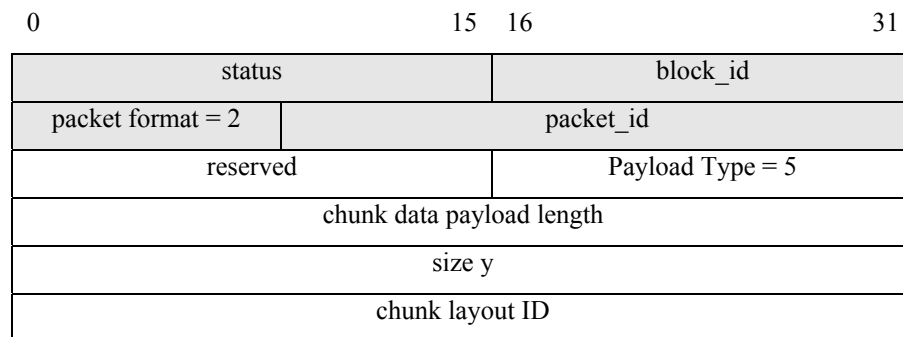 0 15 16 31
status block_id
packet format = 2 packet_id
reserved Payload Type = 5
chunk data payload length
size y
chunk layout ID